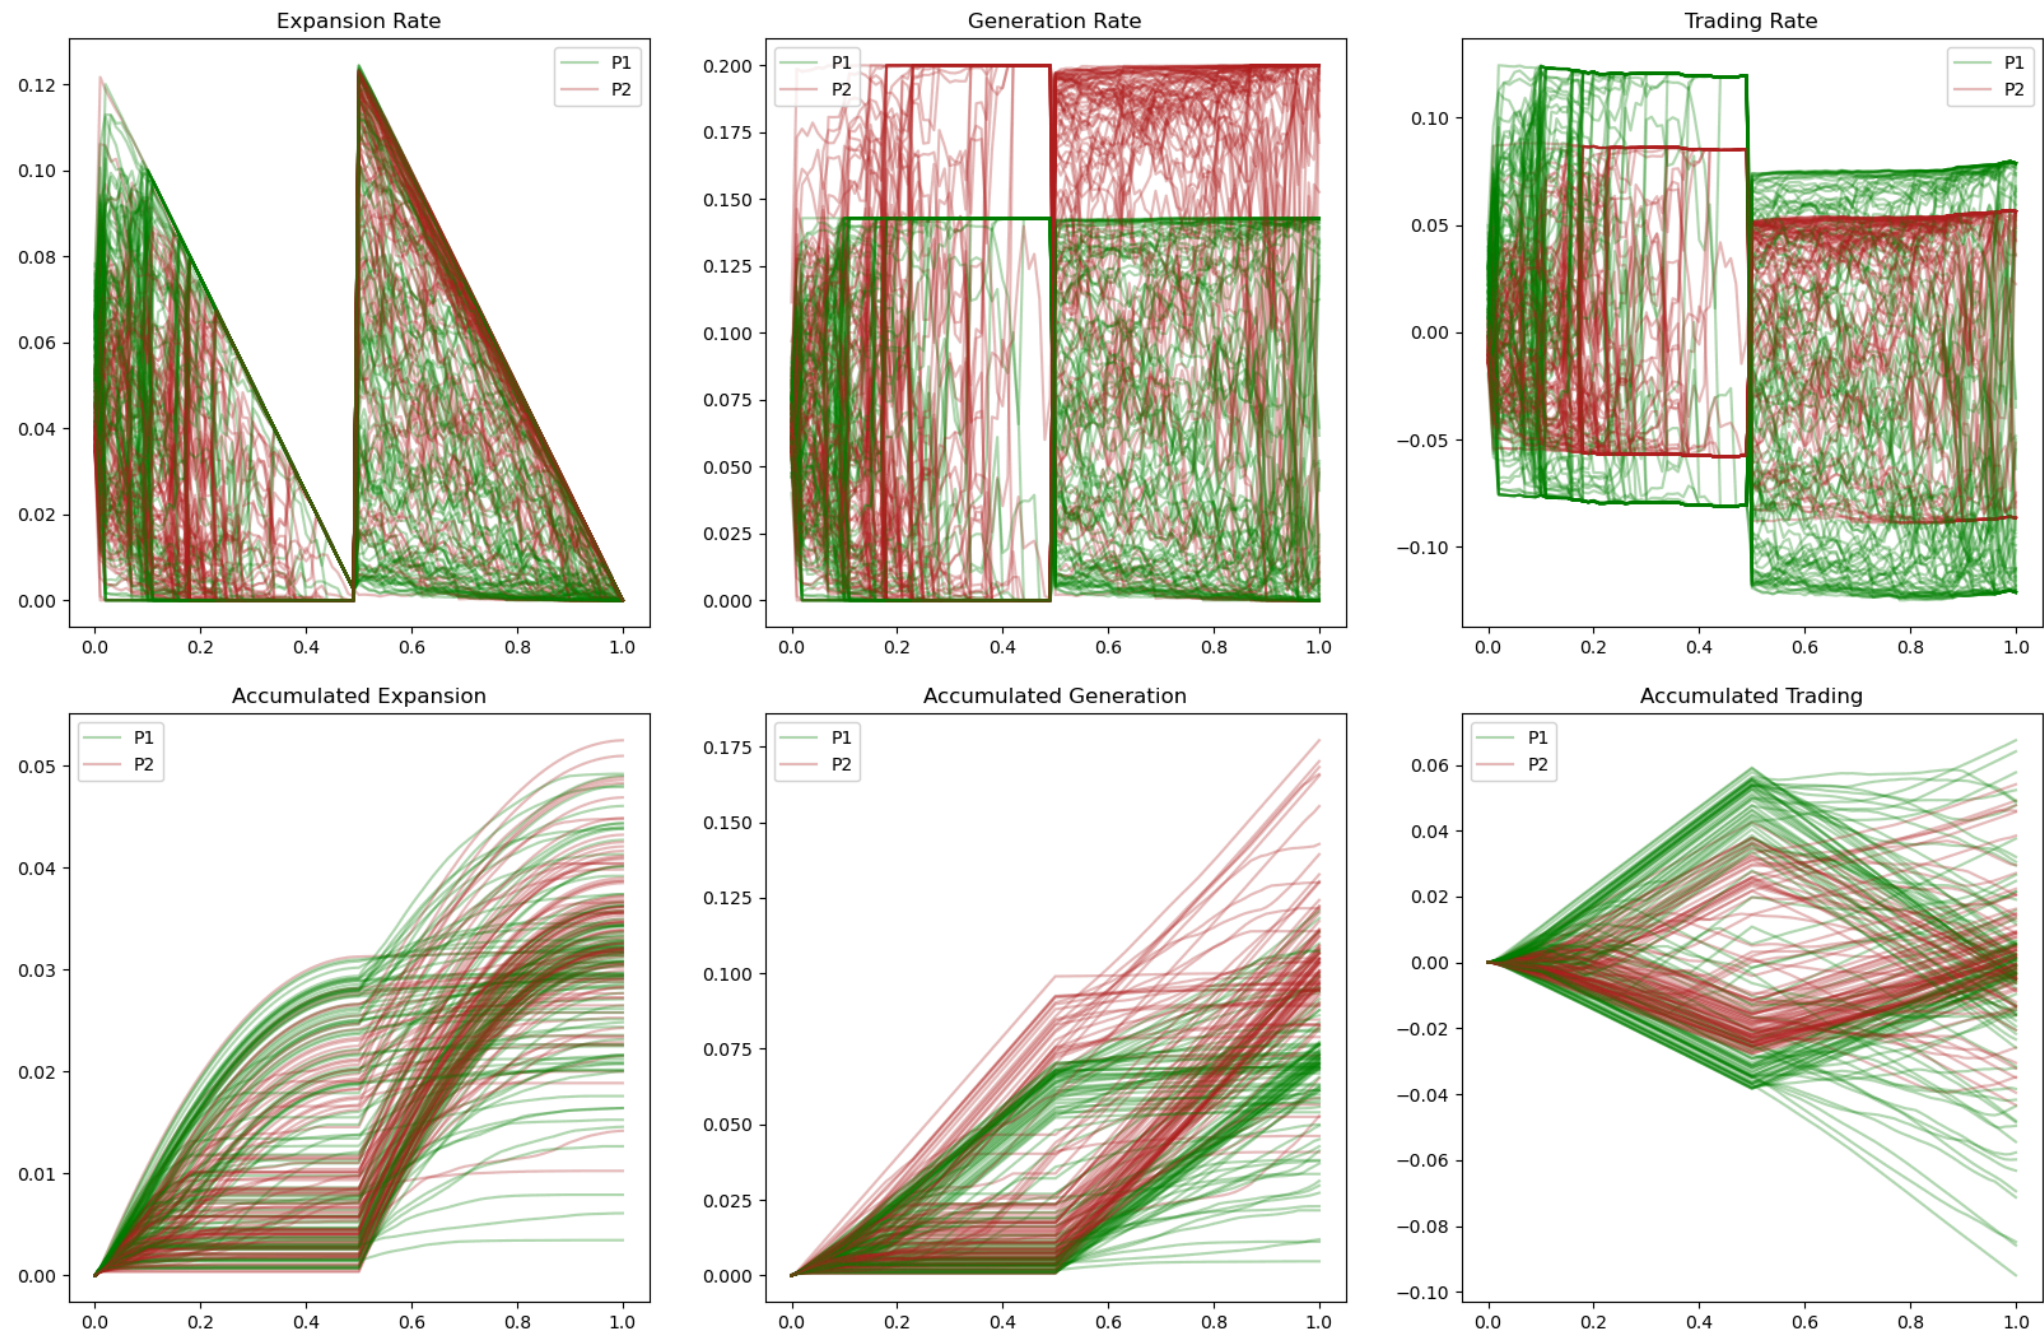 Expansion Rate
P1
P2
0.12
0.10
0.08
0.06
0.04
0.02
0.00
0.0 0.2 0.4 0.6 0.8 1.0
Generation Rate
P1
P2
0.200
0.175
0.150
0.125
0.100
0.075
0.050
0.025
0.000
0.0 0.2 0.4 0.6 0.8 1.0
Trading Rate
P1
P2
0.10
0.05
0.00
−0.05
−0.10
0.0 0.2 0.4 0.6 0.8 1.0
Accumulated Expansion
P1
P2
0.05
0.04
0.03
0.02
0.01
0.00
0.0 0.2 0.4 0.6 0.8 1.0
Accumulated Generation
P1
P2
0.175
0.150
0.125
0.100
0.075
0.050
0.025
0.000
0.0 0.2 0.4 0.6 0.8 1.0
Accumulated Trading
P1
P2
0.06
0.04
0.02
0.00
−0.02
−0.04
−0.06
−0.08
−0.10
0.0 0.2 0.4 0.6 0.8 1.0